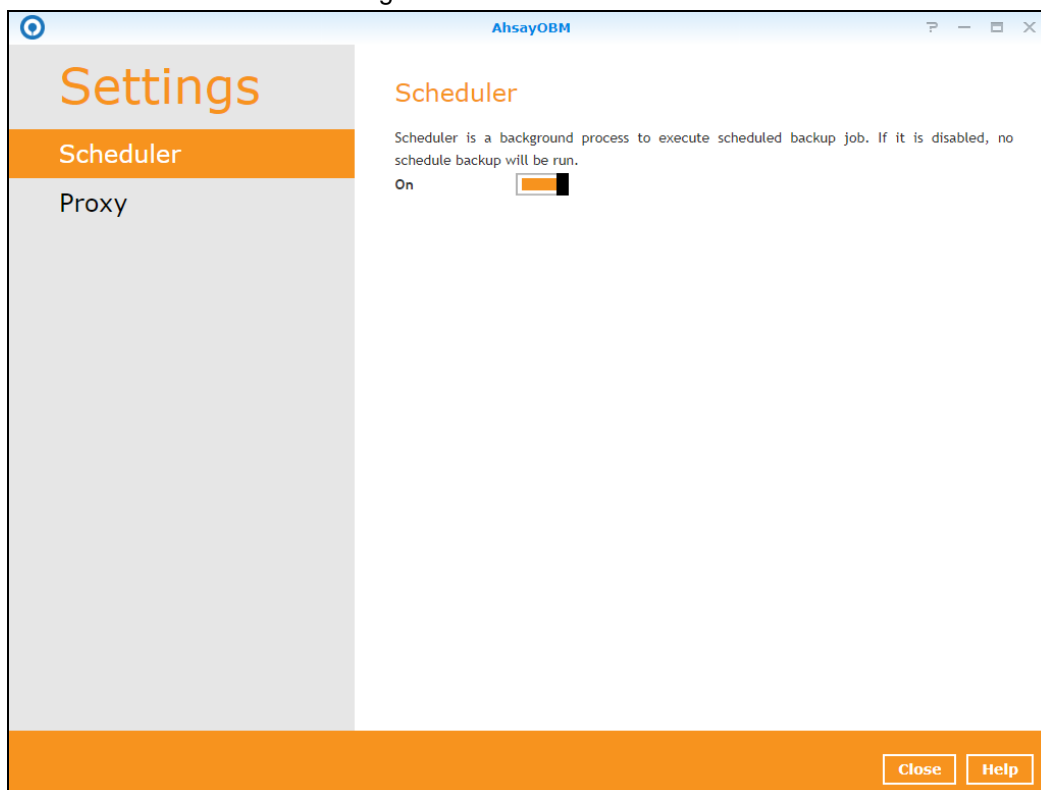 AhsayOBM
Settings
Scheduler
Proxy
Scheduler
Scheduler is a background process to execute scheduled backup job. If it is disabled, no
schedule backup will be run.
On
Close Help